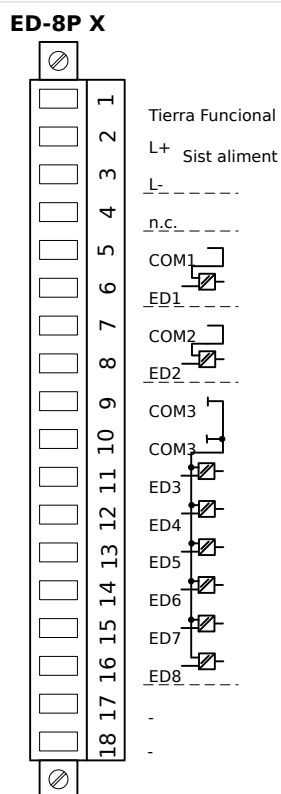 ED-8P X
1
Tierra Funcional
2
L+ Sist aliment
3
L-
4
n.c.
5
COM1
6
ED1
7
COM2
8
ED2
9
COM3
10
COM3
11
ED3
12
ED4
13
ED5
14
ED6
15
ED7
16
ED8
17
-
18
-